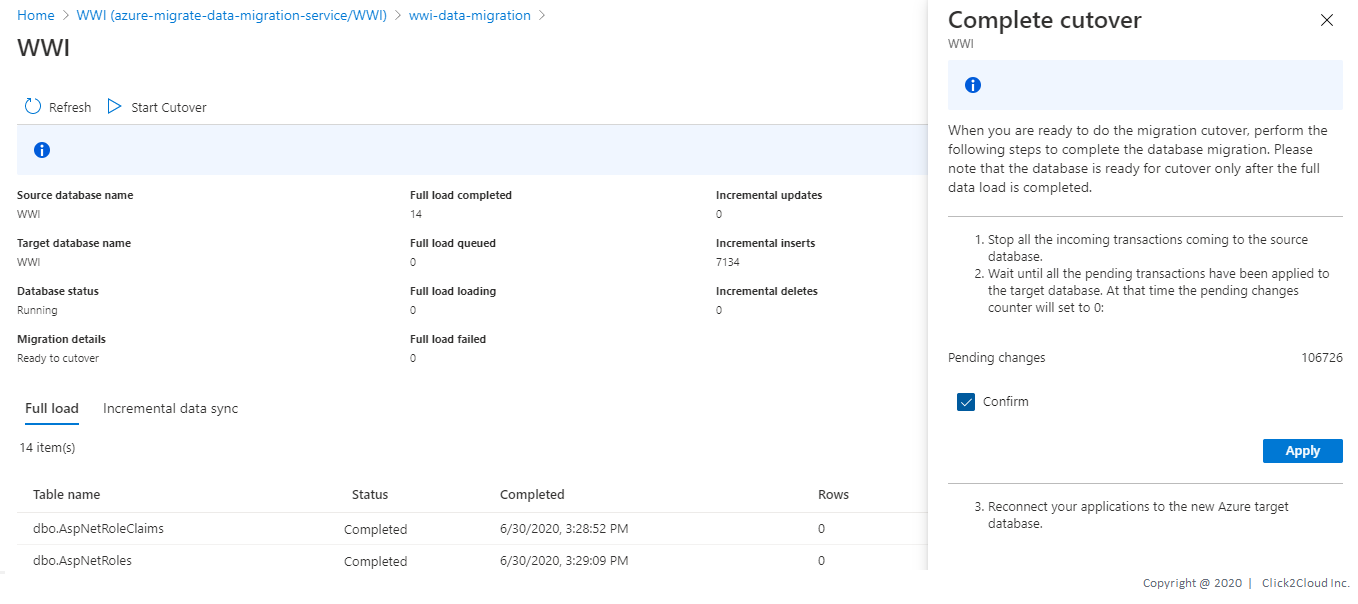 Home > WWI (azure-migrate-data-migration-service/WWI) > wwi-data-migration >
WWI
Refresh Start Cutover
Source database name
WWI
Target database name
WWI
Database status
Running
Migration details
Ready to cutover
Full load completed
14
Full load queued
0
Full load loading
0
Full load failed
0
Incremental updates
0
Incremental inserts
7134
Incremental deletes
0
Full load Incremental data sync
14 item(s)
Table name Status Completed Rows
dbo.AspNetRoleClaims Completed 6/30/2020, 3:28:52 PM 0
dbo.AspNetRoles Completed 6/30/2020, 3:29:09 PM 0
Complete cutover
WWI
When you are ready to do the migration cutover, perform the
following steps to complete the database migration. Please
note that the database is ready for cutover only after the full
data load is completed.
1. Stop all the incoming transactions coming to the source
database.
2. Wait until all the pending transactions have been applied to
the target database. At that time the pending changes
counter will set to 0:
Pending changes 106726
Confirm
Apply
3. Reconnect your applications to the new Azure target
database.
Copyright @ 2020 | Click2Cloud Inc.